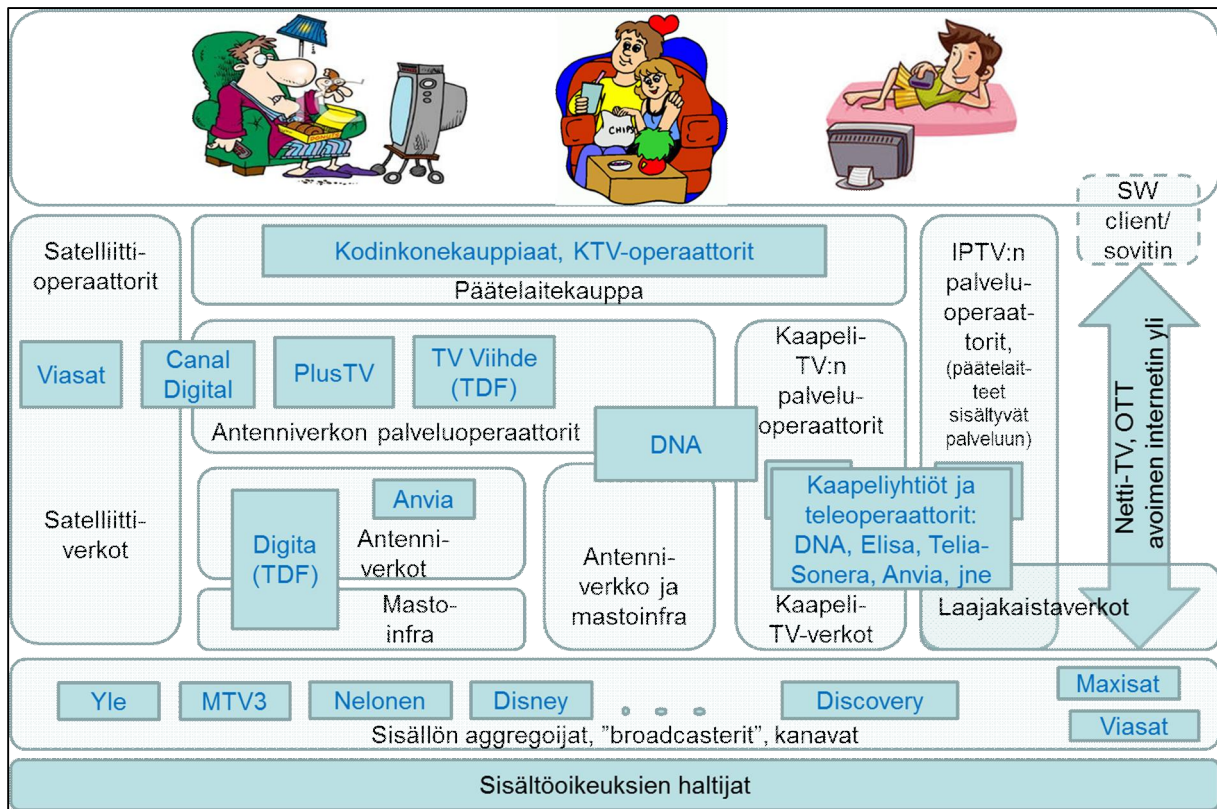 CHIPS
SW
client/
sovitin
Satelliitti-
operaattorit
Kodinkonekauppiaat, KTV-operaattorit
Päätelaitekauppa
IPTV:n
palvelu-
operaat-
torit,
(päätelait-
teet
sisältyvät
palveluun)
Netti-TV, OTT
avoimen internetin yli
Viasat
Canal
Digital
PlusTV
TV Viihde
(TDF)
Antenniverkon palveluoperaattorit
Kaapeli-
TV:n
palvelu-
operaattorit
DNA
Satelliitti-
verkot
Digita
(TDF)
Anvia
Antenni-
verkot
Masto-
infra
Antenni-
verkko ja
mastoinfra
Kaapeliyhtiöt ja
teleoperaattorit:
DNA, Elisa, Telia-
Sonera, Anvia, jne
Kaapeli-
TV-verkot
Laajakaistaverkot
Yle
MTV3
Nelonen
Disney
Discovery
Maxisat
Viasat
Sisällön aggregoijat, ”broadcasterit”, kanavat
Sisältöoikeuksien haltijat